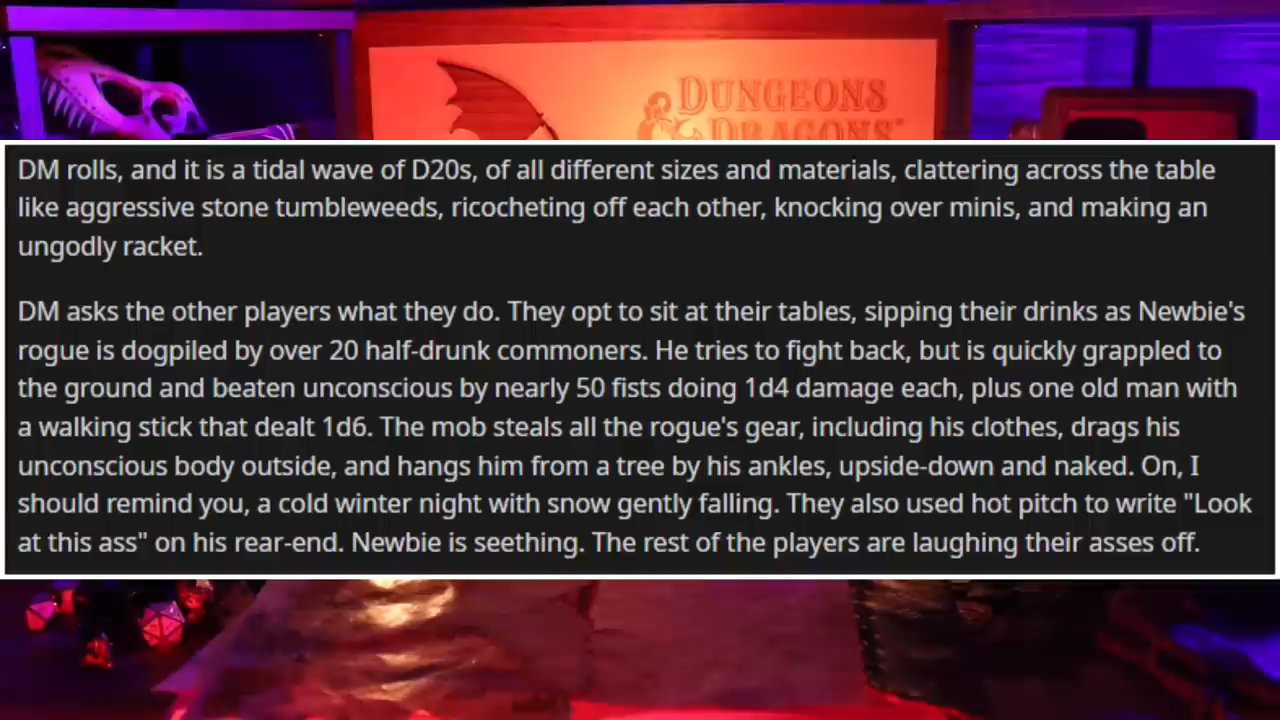 DUNGEONS
& DRAGONS
DM rolls, and it is a tidal wave of D20s, of all different sizes and materials, clattering across the table
like aggressive stone tumbleweeds, ricocheting off each other, knocking over minis, and making an
ungodly racket.
DM asks the other players what they do. They opt to sit at their tables, sipping their drinks as Newbie's
rogue is dogpiled by over 20 half-drunk commoners. He tries to fight back, but is quickly grappled to
the ground and beaten unconscious by nearly 50 fists doing 1d4 damage each, plus one old man with
a walking stick that dealt 1d6. The mob steals all the rogue's gear, including his clothes, drags his
unconscious body outside, and hangs him from a tree by his ankles, upside-down and naked. On, I
should remind you, a cold winter night with snow gently falling. They also used hot pitch to write "Look
at this ass" on his rear-end. Newbie is seething. The rest of the players are laughing their asses off.